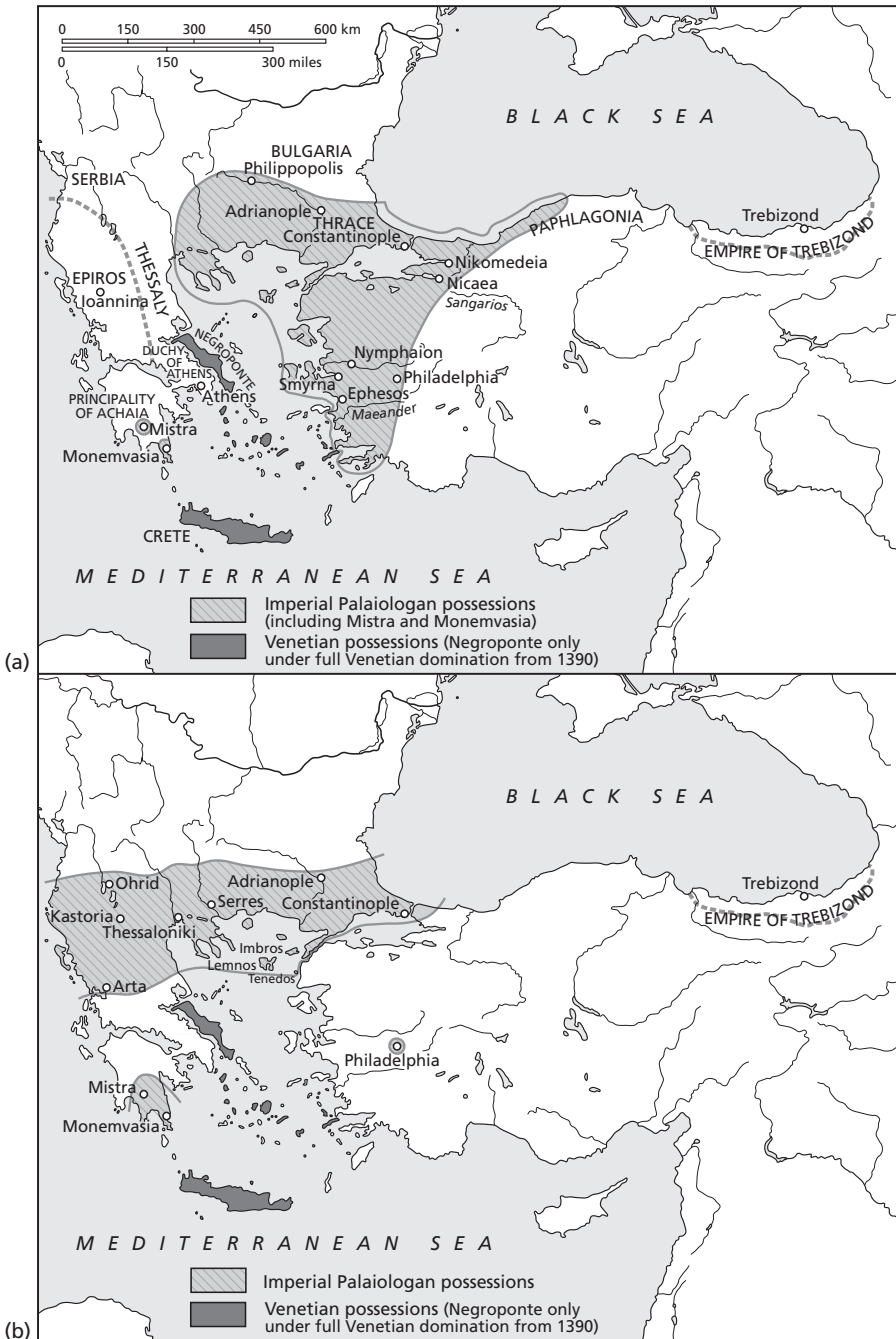 0 150 300 450 600 km
0 150 300 miles
BLACK SEA
BULGARIA
Philippopolis
SERBIA
Adrianople
THRACE
Constantinople
PAPHLAGONIA
Trebizond
EMPIRE OF TREBIZOND
THESSALY
EPIROS
Ioannina
Nikomedeia
Nicaea
Sangarios
NEGROPONTE
DUCHY
OF
ATHENS
Athens
Nymphaion
Smyrna
Philadelphia
Ephesos
Maeander
PRINCIPALITY
OF ACHAIA
Mistra
Monemvasia
CRETE
MEDITERRANEAN SEA
Imperial Palaiologan possessions
(including Mistra and Monemvasia)
Venetian possessions (Negroponte only
under full Venetian domination from 1390)
(a)
BLACK SEA
Ohrid
Adrianople
Serres
Constantinople
Trebizond
EMPIRE OF TREBIZOND
Kastoria
Thessaloniki
Imbros
Lemnos
Tenedos
Arta
Philadelphia
Mistra
Monemvasia
MEDITERRANEAN SEA
Imperial Palaiologan possessions
Venetian possessions (Negroponte only
under full Venetian domination from 1390)
(b)